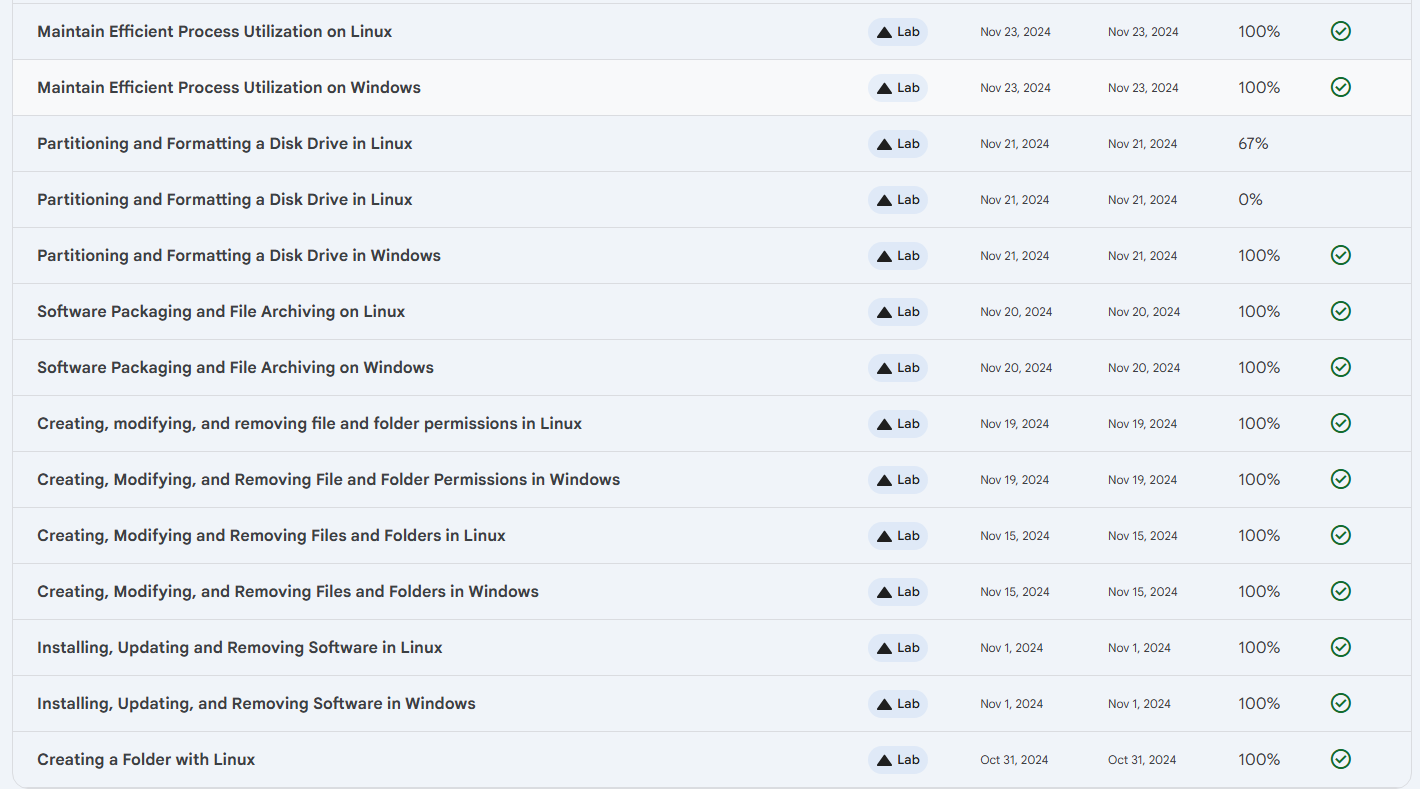 Maintain Efficient Process Utilization on Linux Lab Nov 23, 2024 Nov 23, 2024 100%
Maintain Efficient Process Utilization on Windows Lab Nov 23, 2024 Nov 23, 2024 100%
Partitioning and Formatting a Disk Drive in Linux Lab Nov 21, 2024 Nov 21, 2024 67%
Partitioning and Formatting a Disk Drive in Linux Lab Nov 21, 2024 Nov 21, 2024 0%
Partitioning and Formatting a Disk Drive in Windows Lab Nov 21, 2024 Nov 21, 2024 100%
Software Packaging and File Archiving on Linux Lab Nov 20, 2024 Nov 20, 2024 100%
Software Packaging and File Archiving on Windows Lab Nov 20, 2024 Nov 20, 2024 100%
Creating, modifying, and removing file and folder permissions in Linux Lab Nov 19, 2024 Nov 19, 2024 100%
Creating, Modifying, and Removing File and Folder Permissions in Windows Lab Nov 19, 2024 Nov 19, 2024 100%
Creating, Modifying and Removing Files and Folders in Linux Lab Nov 15, 2024 Nov 15, 2024 100%
Creating, Modifying, and Removing Files and Folders in Windows Lab Nov 15, 2024 Nov 15, 2024 100%
Installing, Updating and Removing Software in Linux Lab Nov 1, 2024 Nov 1, 2024 100%
Installing, Updating, and Removing Software in Windows Lab Nov 1, 2024 Nov 1, 2024 100%
Creating a Folder with Linux Lab Oct 31, 2024 Oct 31, 2024 100%